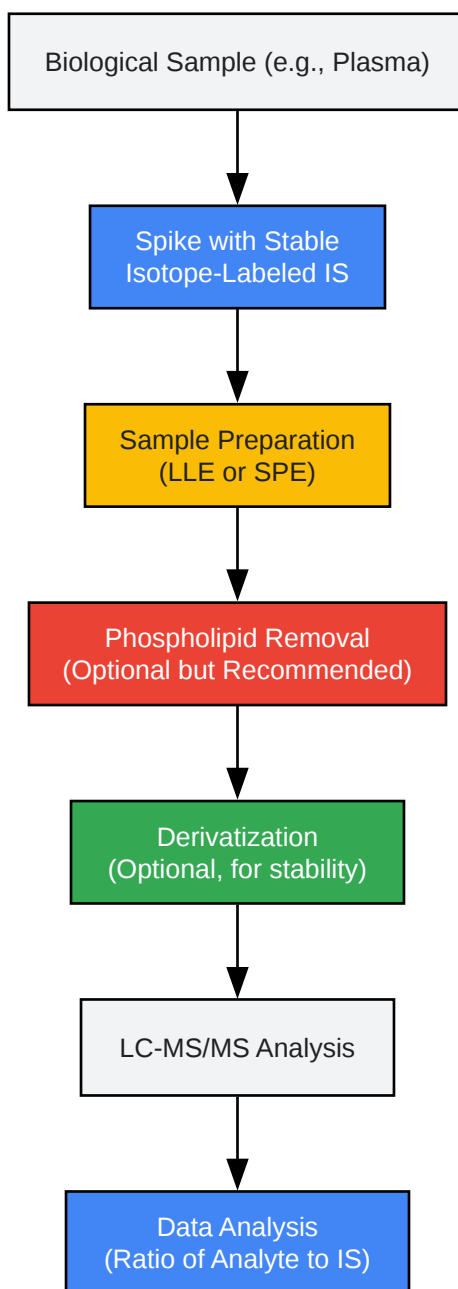 Biological Sample (e.g., Plasma)
Spike with Stable
Isotope-Labeled IS
Sample Preparation
(LLE or SPE)
Phospholipid Removal
(Optional but Recommended)
Derivatization
(Optional, for stability)
LC-MS/MS Analysis
Data Analysis
(Ratio of Analyte to IS)